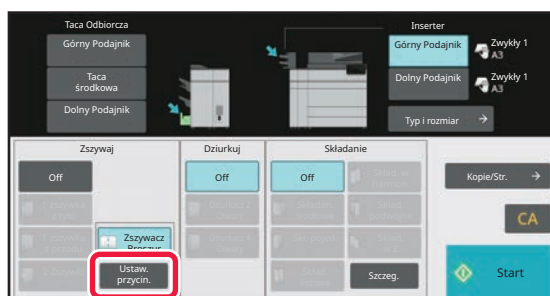 Taca Odbiorcza
Inserter
Górny Podajnik
Taca
środkowa
Dolny Podajnik
Górny Podajnik
Zwykły 1
A3
Dolny Podajnik
Zwykły 1
A3
Typ i rozmiar
Zszywaj
Dziurkuj
Składanie
Off
Off
Off
Kopie/Str.
CA
Zszywacz
Broszur
Ustaw.
przycin.
Szczeg.
Start